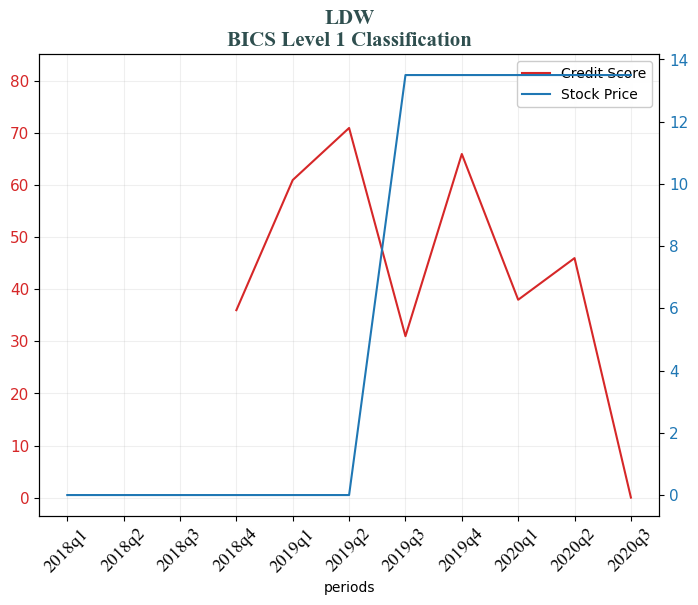 LDW
BICS Level 1 Classification
Credit Score
Stock Price
80
70
60
50
40
30
20
10
0
14
12
10
8
6
4
2
0
2018q1
2018q2
2018q3
2018q4
2019q1
2019q2
2019q3
2019q4
2020q1
2020q2
2020q3
periods